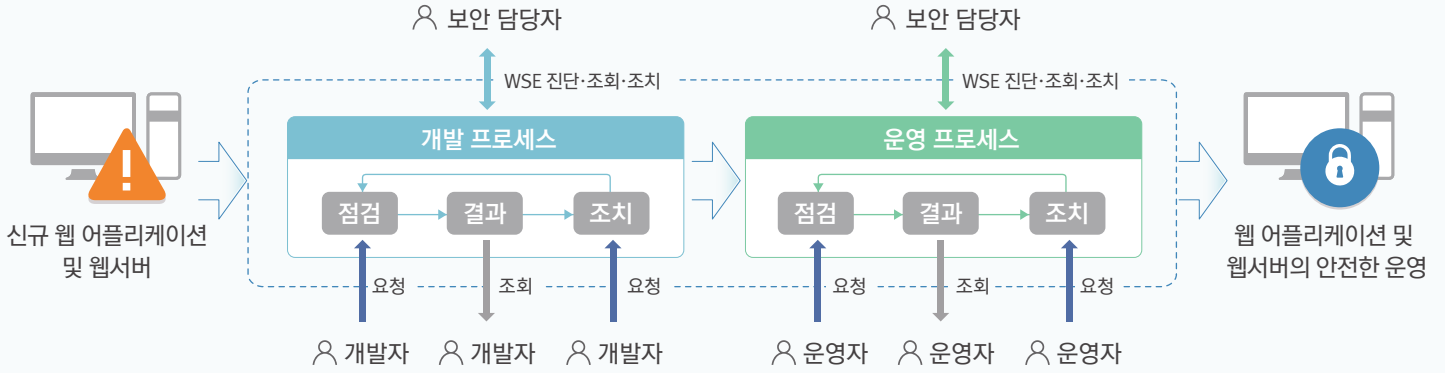 보안 담당자
보안 담당자
WSE 진단·조회·조치
WSE 진단·조회·조치
개발 프로세스
운영 프로세스
점검
결과
조치
점검
결과
조치
신규 웹 어플리케이션
및 웹서버
웹 어플리케이션 및
웹서버의 안전한 운영
요청
조회
요청
요청
조회
요청
개발자
개발자
개발자
운영자
운영자
운영자